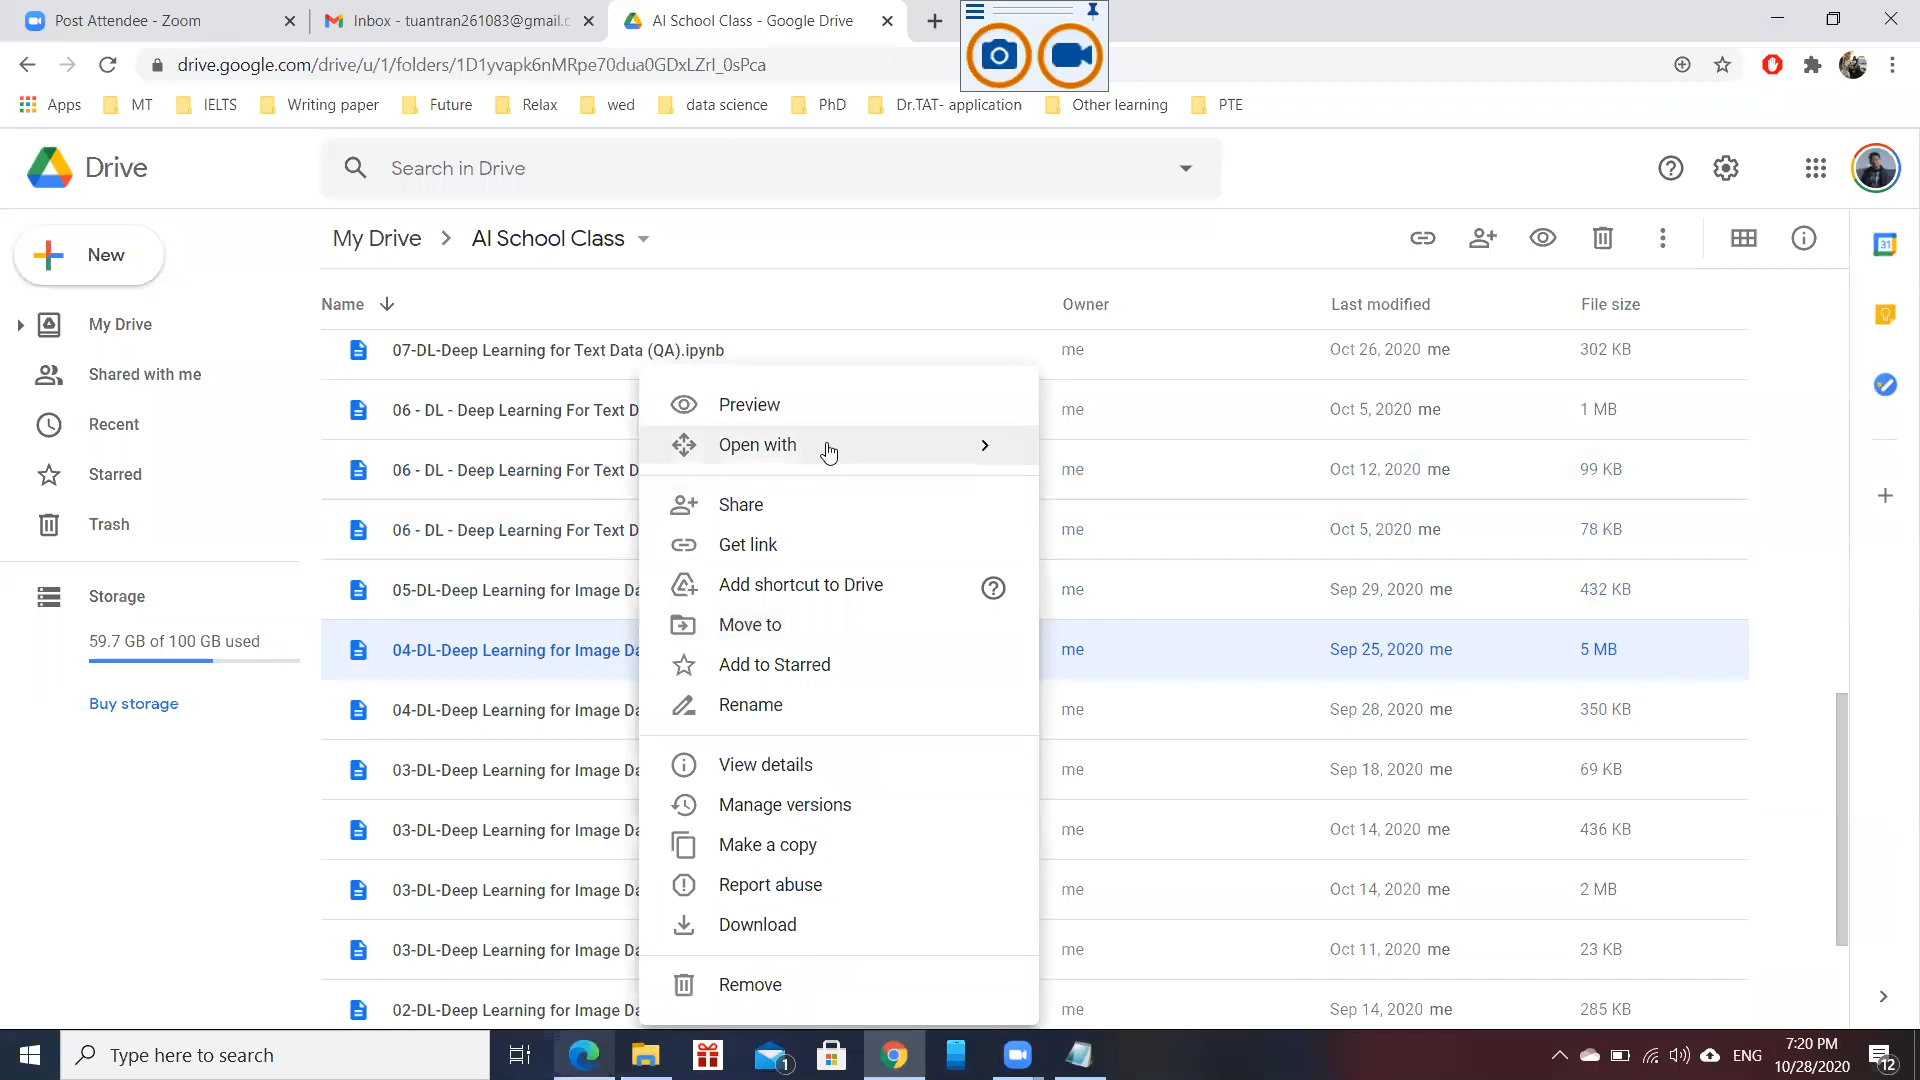 Post Attendee - Zoom
Inbox - tuantran261083@gmail.c
AI School Class - Google Drive
drive.google.com/drive/u/1/folders/1D1yvapk6nMRpe70dua0GDxLZrI_0sPca
Apps MT IELTS Writing paper Future Relax wed data science PhD Dr.TAT- application Other learning PTE
Drive
Search in Drive
New
My Drive
Shared with me
Recent
Starred
Trash
Storage
59.7 GB of 100 GB used
Buy storage
My Drive AI School Class
Name Owner Last modified File size
07-DL-Deep Learning for Text Data (QA).ipynb me Oct 26, 2020 me 302 KB
06 - DL - Deep Learning For Text D me Oct 5, 2020 me 1 MB
06 - DL - Deep Learning For Text D me Oct 12, 2020 me 99 KB
06 - DL - Deep Learning For Text D me Oct 5, 2020 me 78 KB
05-DL-Deep Learning for Image Da me Sep 29, 2020 me 432 KB
04-DL-Deep Learning for Image Da me Sep 25, 2020 me 5 MB
04-DL-Deep Learning for Image Da me Sep 28, 2020 me 350 KB
03-DL-Deep Learning for Image Da me Sep 18, 2020 me 69 KB
03-DL-Deep Learning for Image Da me Oct 14, 2020 me 436 KB
03-DL-Deep Learning for Image Da me Oct 14, 2020 me 2 MB
03-DL-Deep Learning for Image Da me Oct 11, 2020 me 23 KB
02-DL-Deep Learning for Image Da me Sep 14, 2020 me 285 KB
Preview
Open with
Share
Get link
Add shortcut to Drive
Move to
Add to Starred
Rename
View details
Manage versions
Make a copy
Report abuse
Download
Remove
31
Type here to search
1
ENG
7:20 PM
10/28/2020
12